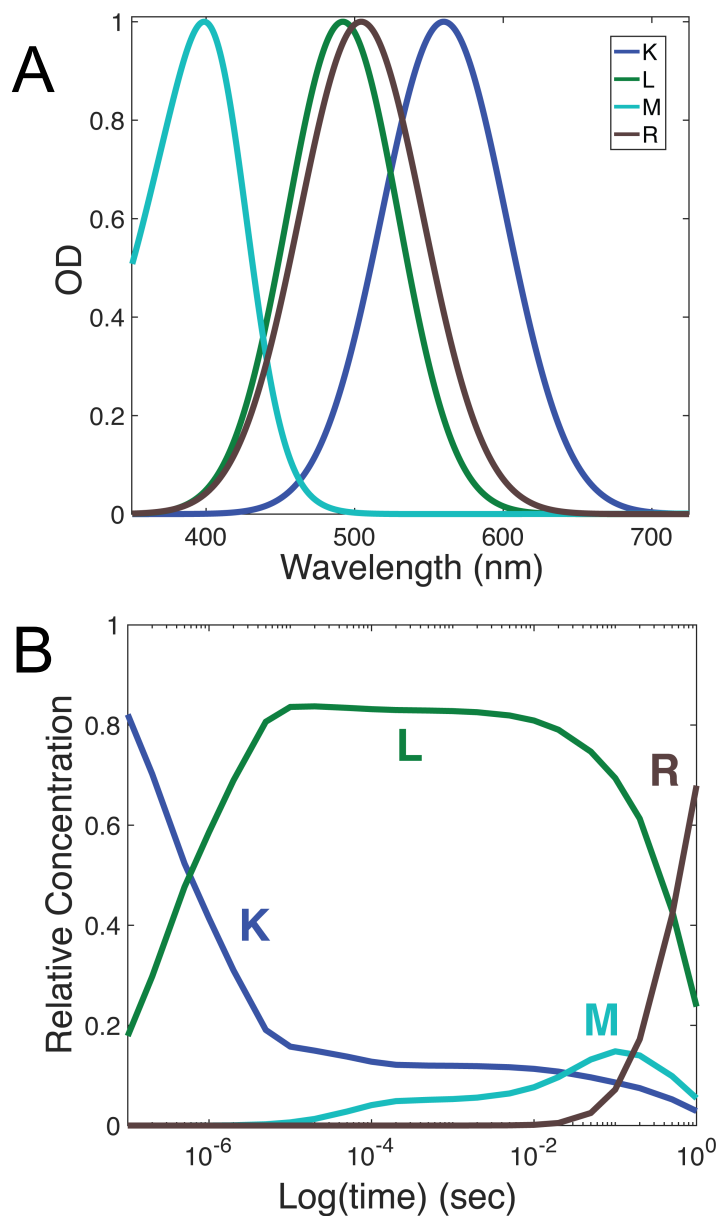 A
1
0.8
0.6
0.4
0.2
0
OD
K
L
M
R
400 500 600 700
Wavelength (nm)
B
1
0.8
0.6
0.4
0.2
0
Relative Concentration
L
R
K
M
10^-6 10^-4 10^-2 10^0
Log(time) (sec)